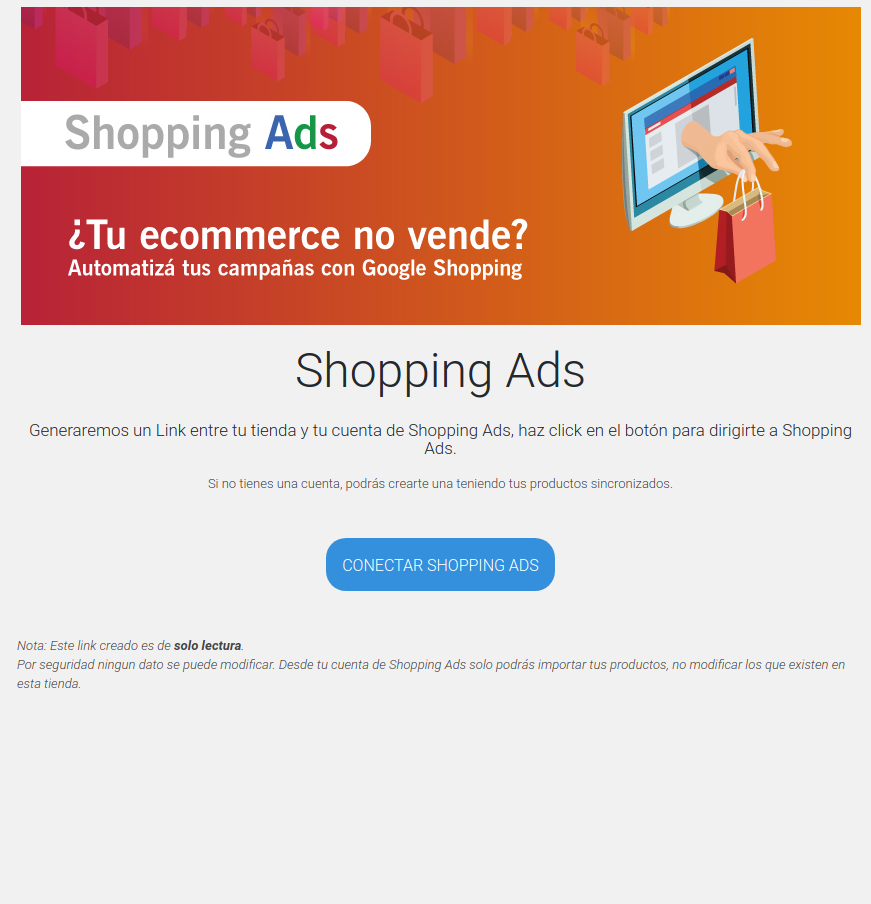 Shopping Ads
¿Tu ecommerce no vende?
Automatizá tus campañas con Google Shopping
Shopping Ads
Generaremos un Link entre tu tienda y tu cuenta de Shopping Ads, haz click en el botón para dirigirte a Shopping
Ads.
Si no tienes una cuenta, podrás crearte una teniendo tus productos sincronizados.
CONECTAR SHOPPING ADS
Nota: Este link creado es de solo lectura.
Por seguridad ningun dato se puede modificar. Desde tu cuenta de Shopping Ads solo podrás importar tus productos, no modificar los que existen en
esta tienda.